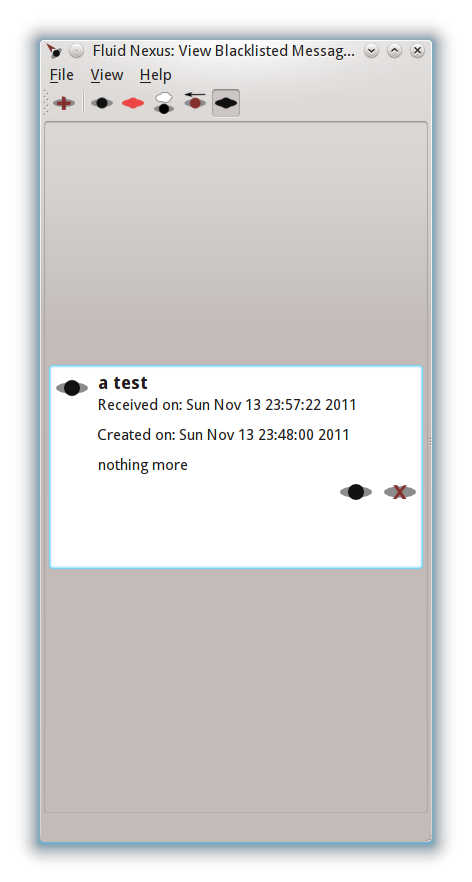 Fluid Nexus: View Blacklisted Messag...
File View Help
a test
Received on: Sun Nov 13 23:57:22 2011
Created on: Sun Nov 13 23:48:00 2011
nothing more